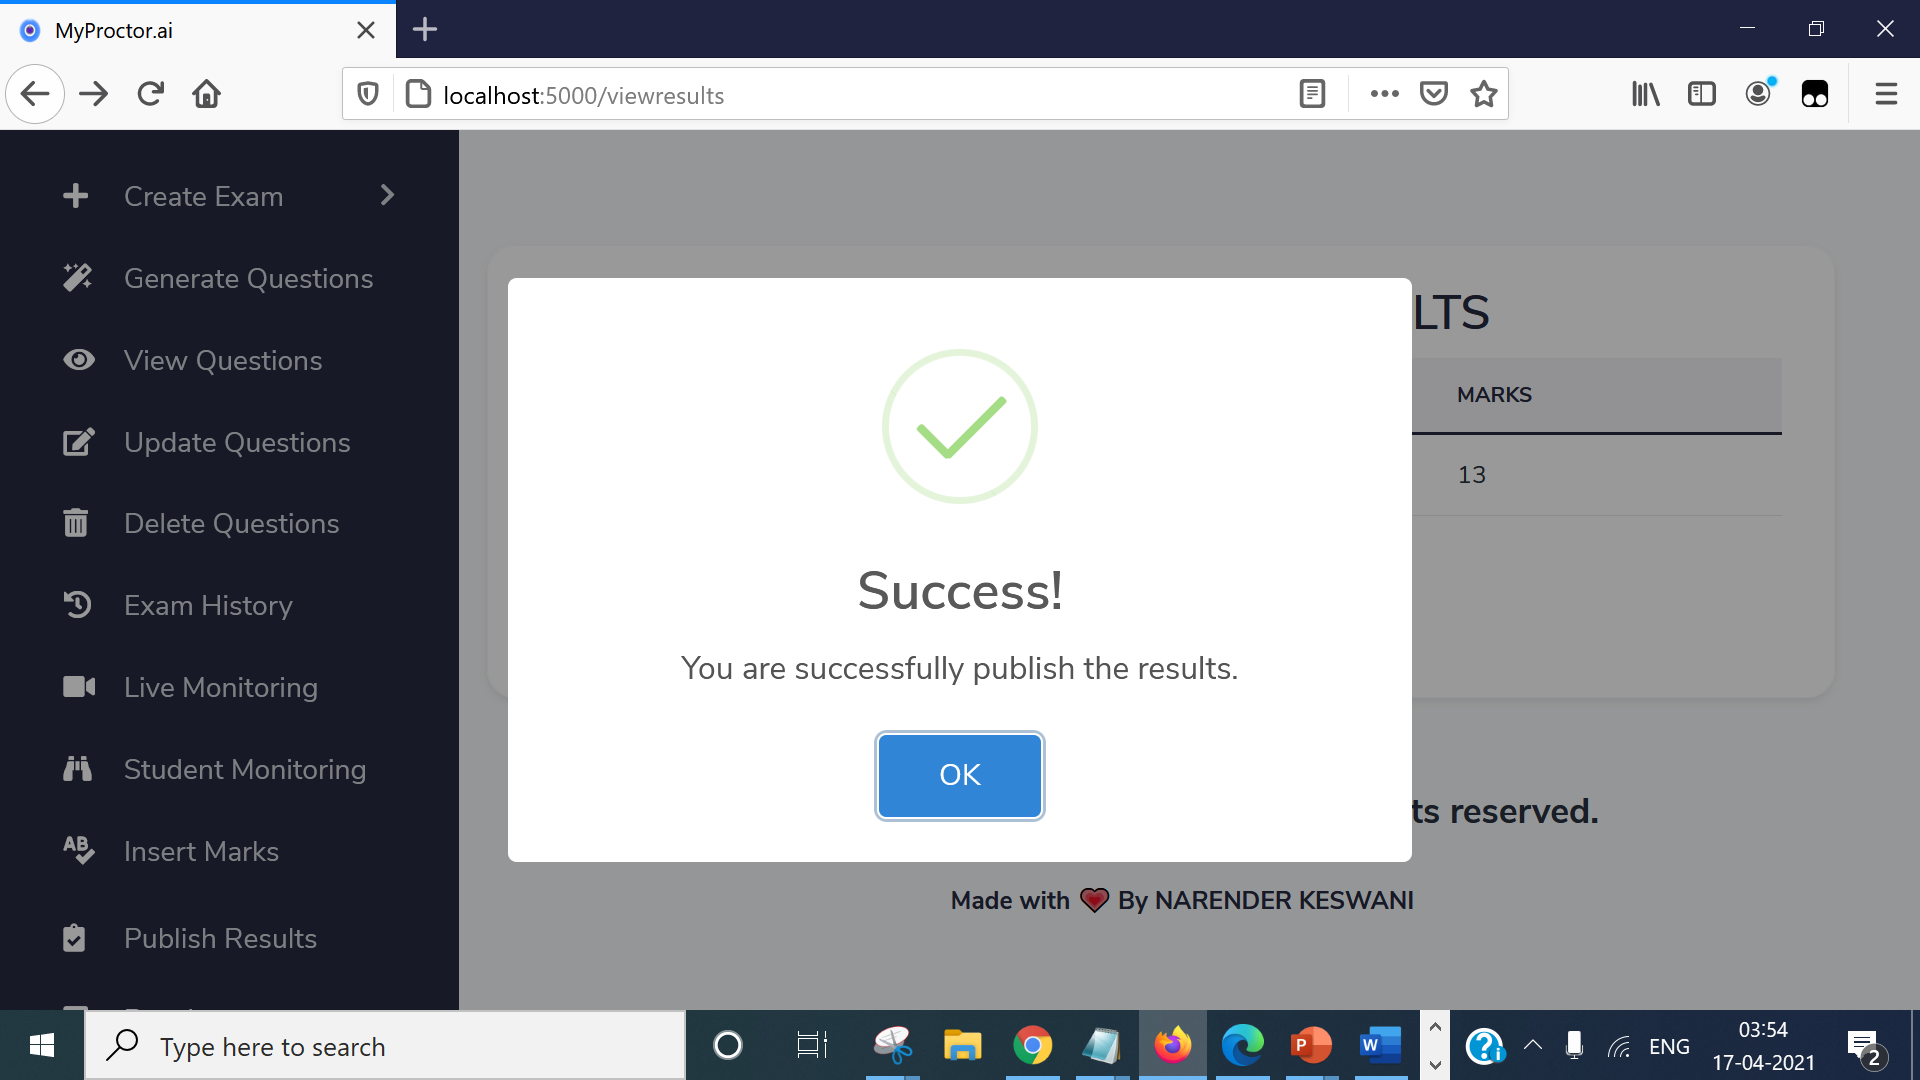 MyProctor.ai
localhost:5000/viewresults
Create Exam
Generate Questions
View Questions
Update Questions
Delete Questions
Exam History
Live Monitoring
Student Monitoring
Insert Marks
Publish Results
LTS
MARKS
13
Success!
You are successfully publish the results.
OK
ts reserved.
Made with By NARENDER KESWANI
Type here to search
ENG
03:54
17-04-2021
2